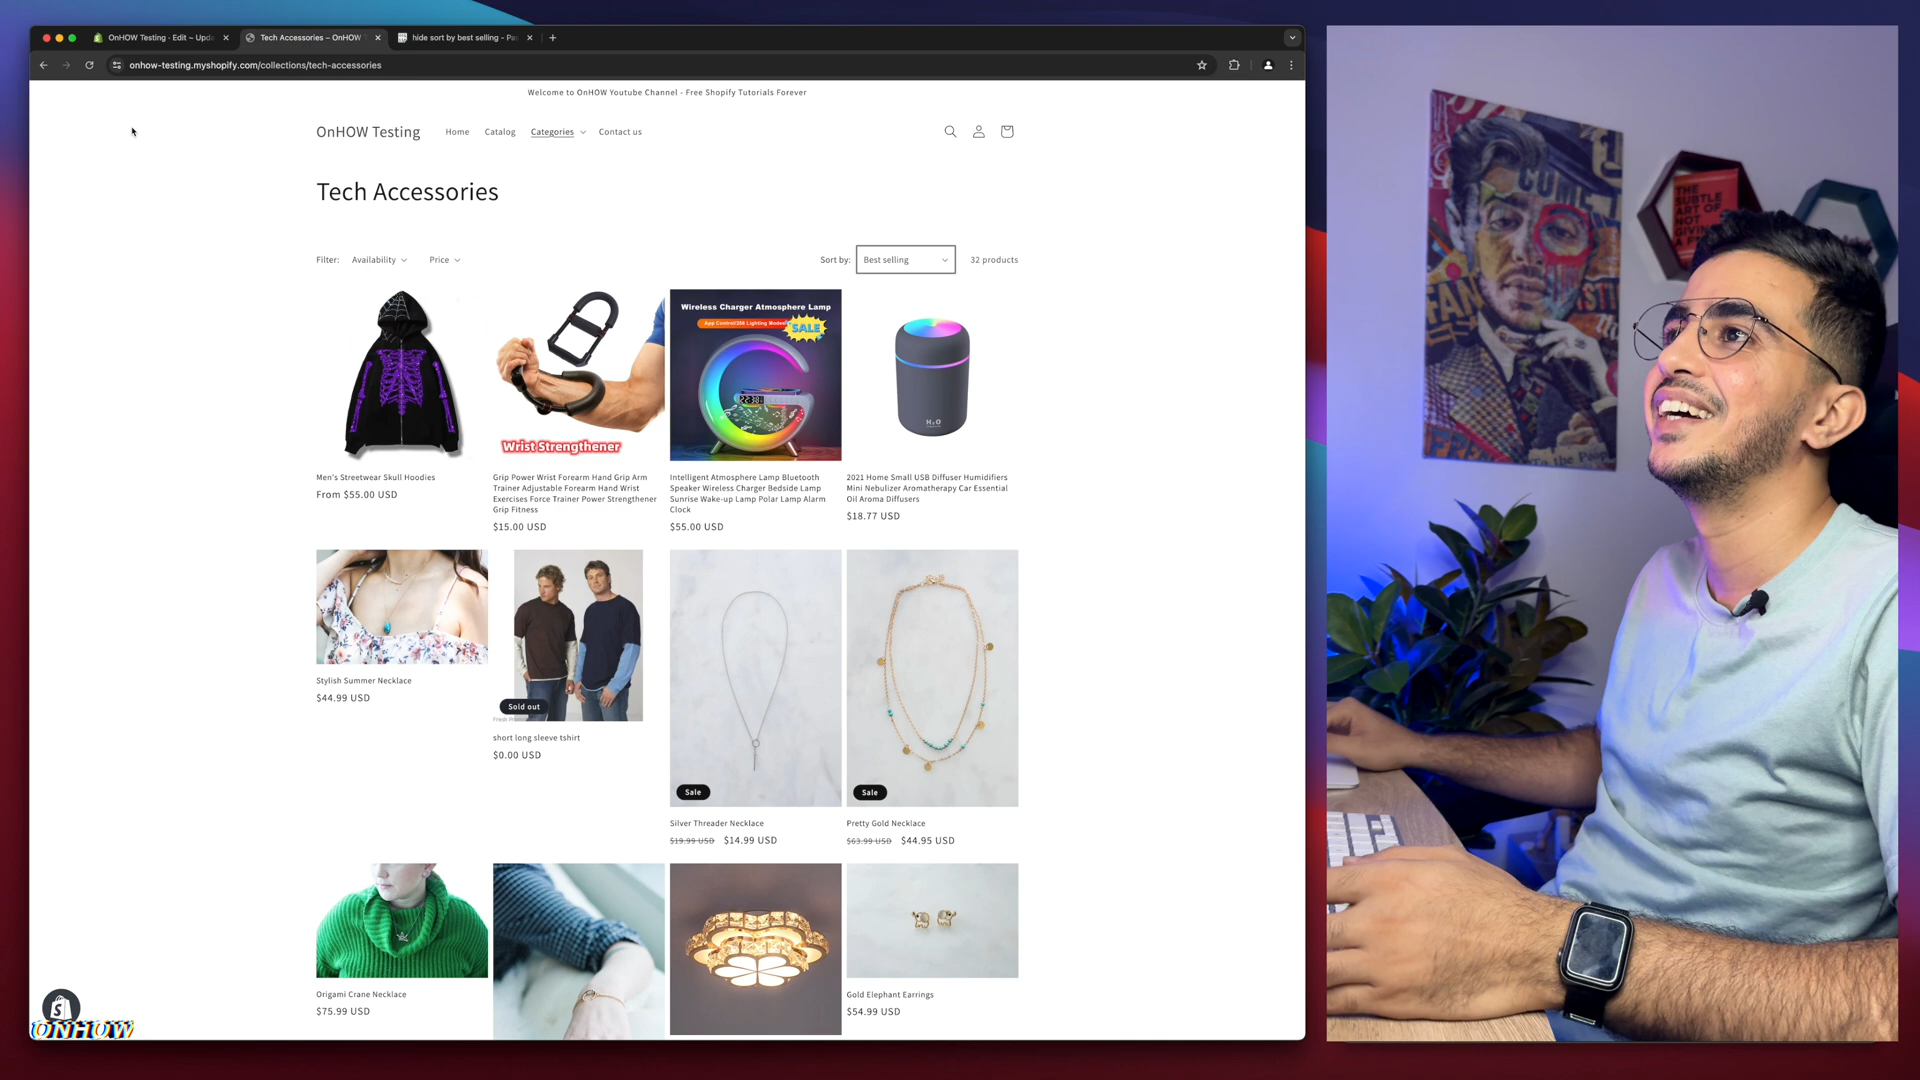 OnHOW Testing · Edit ~ Upda
Tech Accessories – OnHOW T
hide sort by best selling - Pas
onhow-testing.myshopify.com/collections/tech-accessories
Welcome to OnHOW Youtube Channel - Free Shopify Tutorials Forever
OnHOW Testing
Home
Catalog
Categories
Contact us
Tech Accessories
Filter:
Availability
Price
Sort by:
Best selling
32 products
Wrist Strengthener
Wireless Charger Atmosphere Lamp
SALE
H₂O
Men's Streetwear Skull Hoodies
From $55.00 USD
Grip Power Wrist Forearm Hand Grip Arm
Trainer Adjustable Forearm Hand Wrist
Exercises Force Trainer Power Strengthener
Grip Fitness
$15.00 USD
Intelligent Atmosphere Lamp Bluetooth
Speaker Wireless Charger Bedside Lamp
Sunrise Wake-up Lamp Polar Lamp Alarm
Clock
$55.00 USD
2021 Home Small USB Diffuser Humidifiers
Mini Nebulizer Aromatherapy Car Essential
Oil Aroma Diffusers
$18.77 USD
Stylish Summer Necklace
$44.99 USD
Sold out
short long sleeve tshirt
$0.00 USD
Sale
Silver Threader Necklace
$19.99 USD $14.99 USD
Sale
Pretty Gold Necklace
$63.99 USD $44.95 USD
Origami Crane Necklace
$75.99 USD
Gold Elephant Earrings
$54.99 USD
ONHOW
THE
SUBTLE
ART OF
NOT
GIVING
A